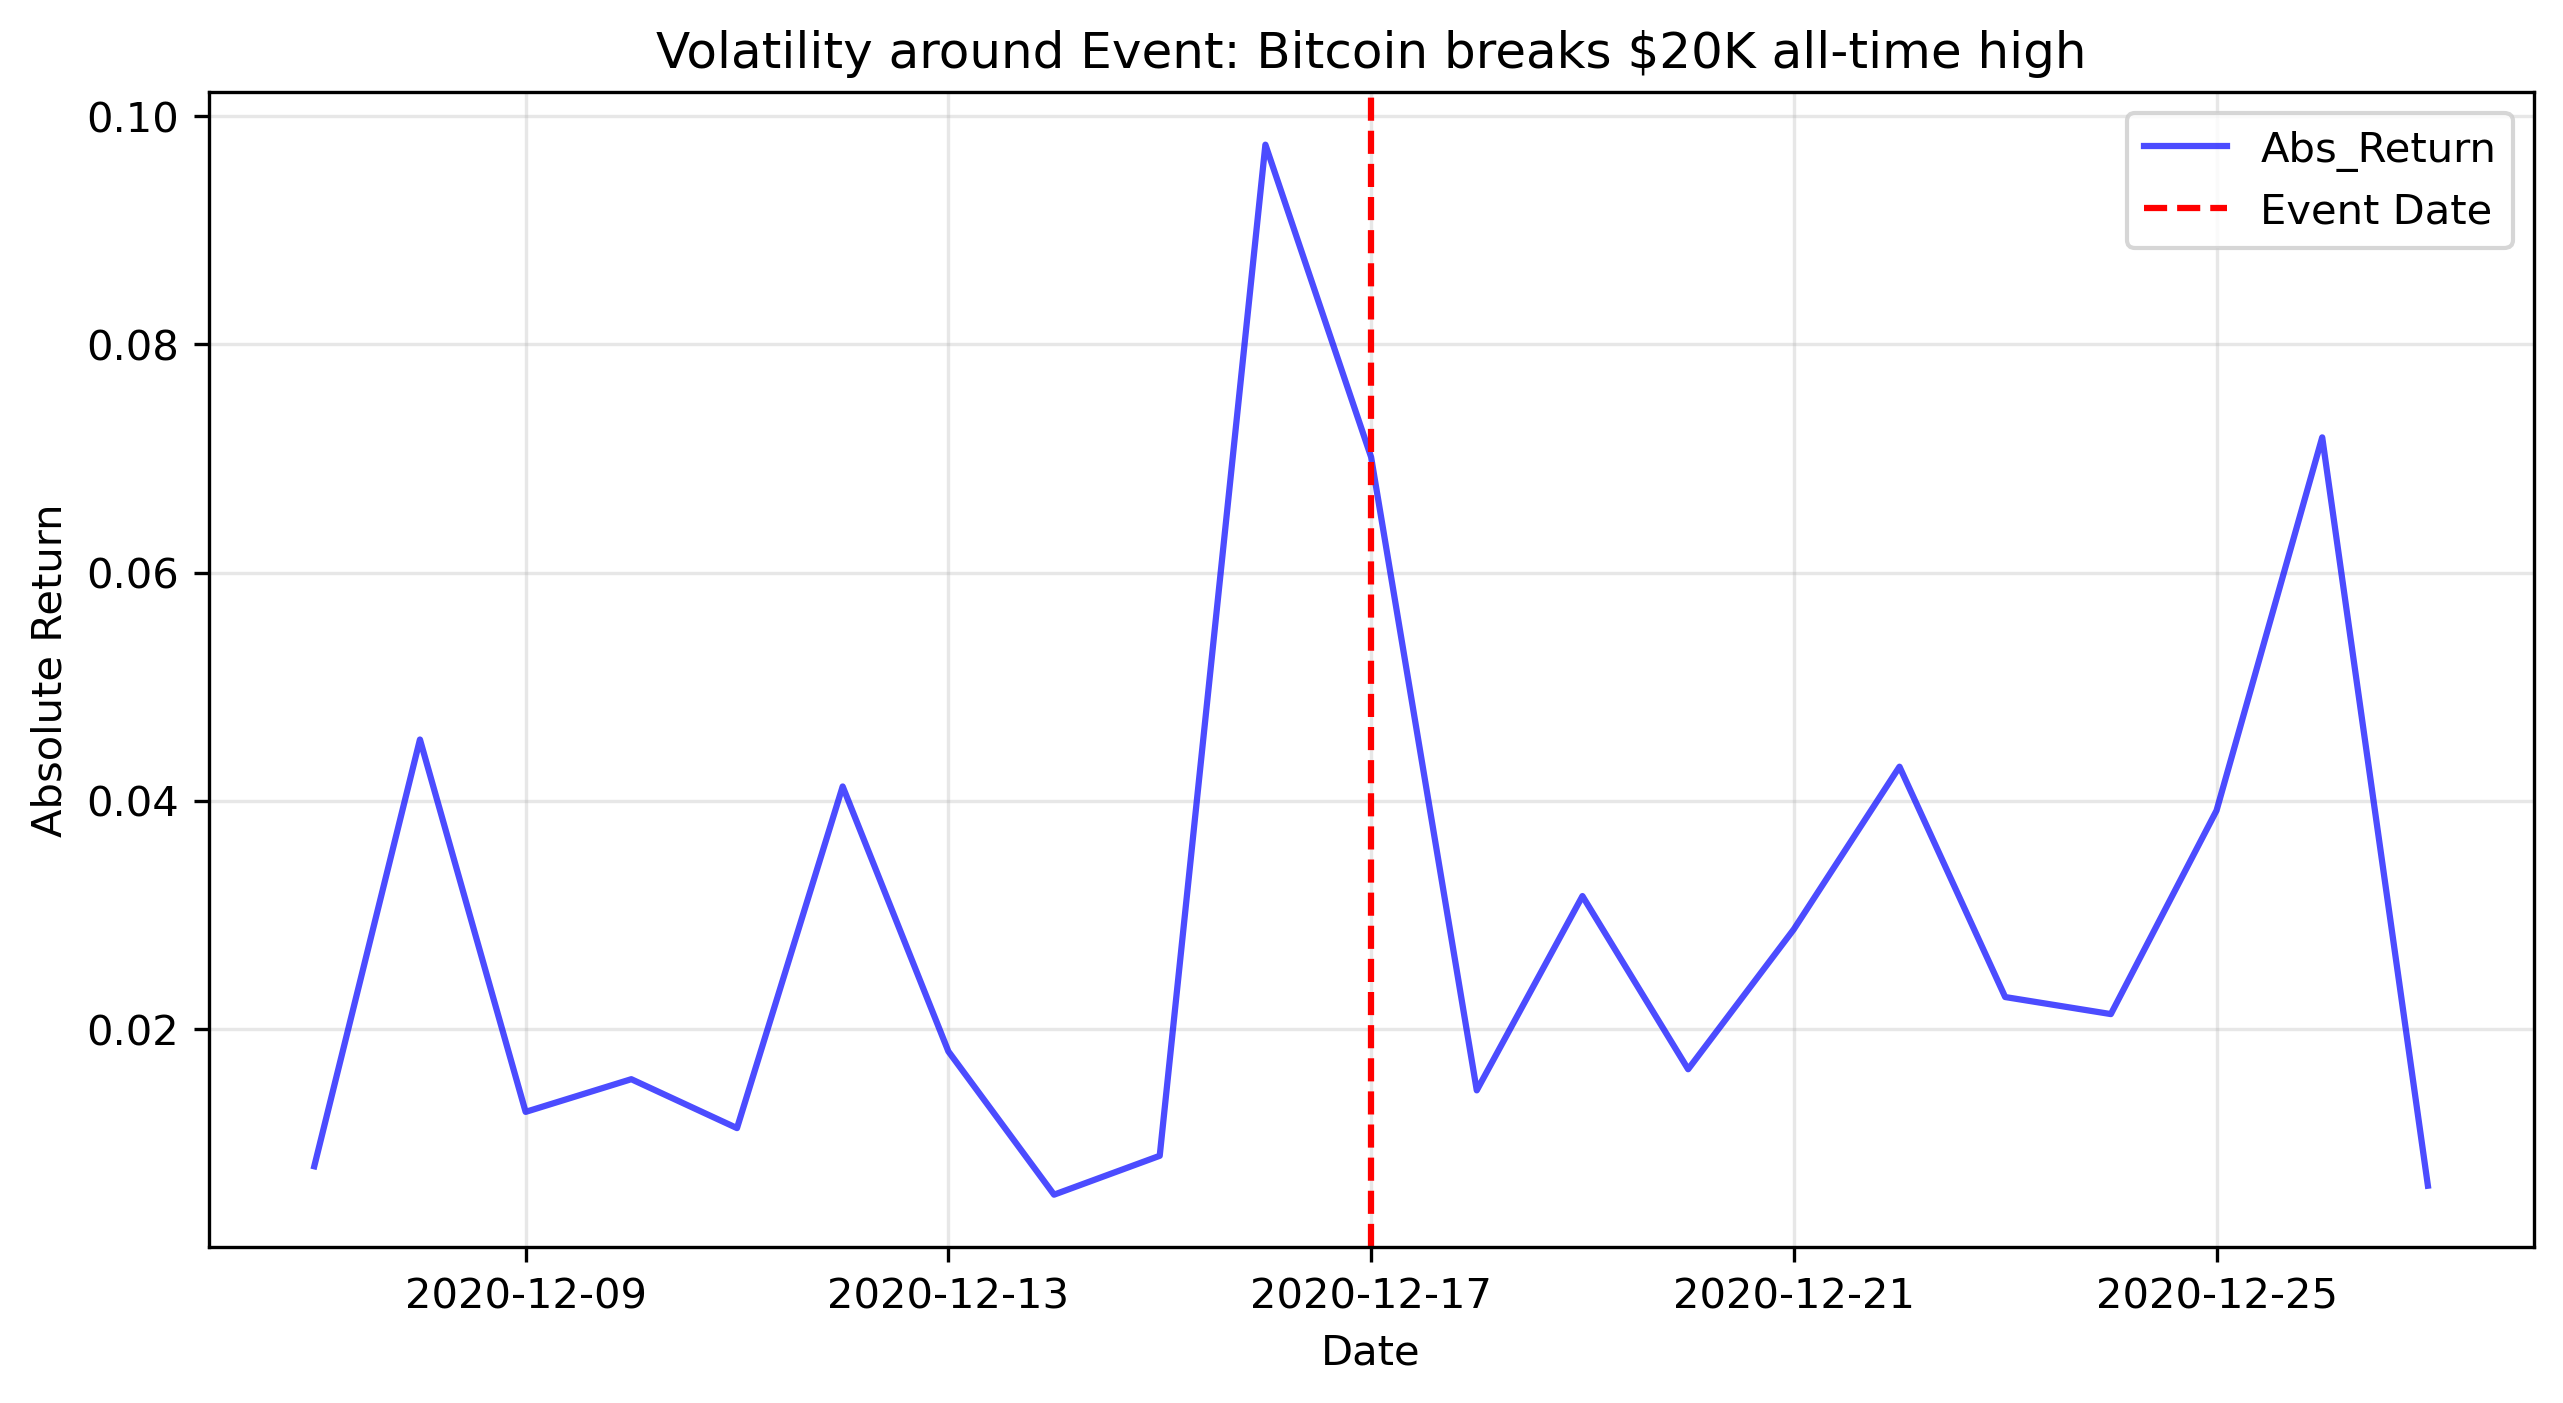 Volatility around Event: Bitcoin breaks $20K all-time high
Abs_Return
Event Date
Absolute Return
0.10
0.08
0.06
0.04
0.02
2020-12-09 2020-12-13 2020-12-17 2020-12-21 2020-12-25
Date